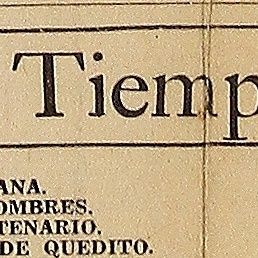 Tiemp
ANA.
OMBRES.
TENARIO.
DE QUEDITO.